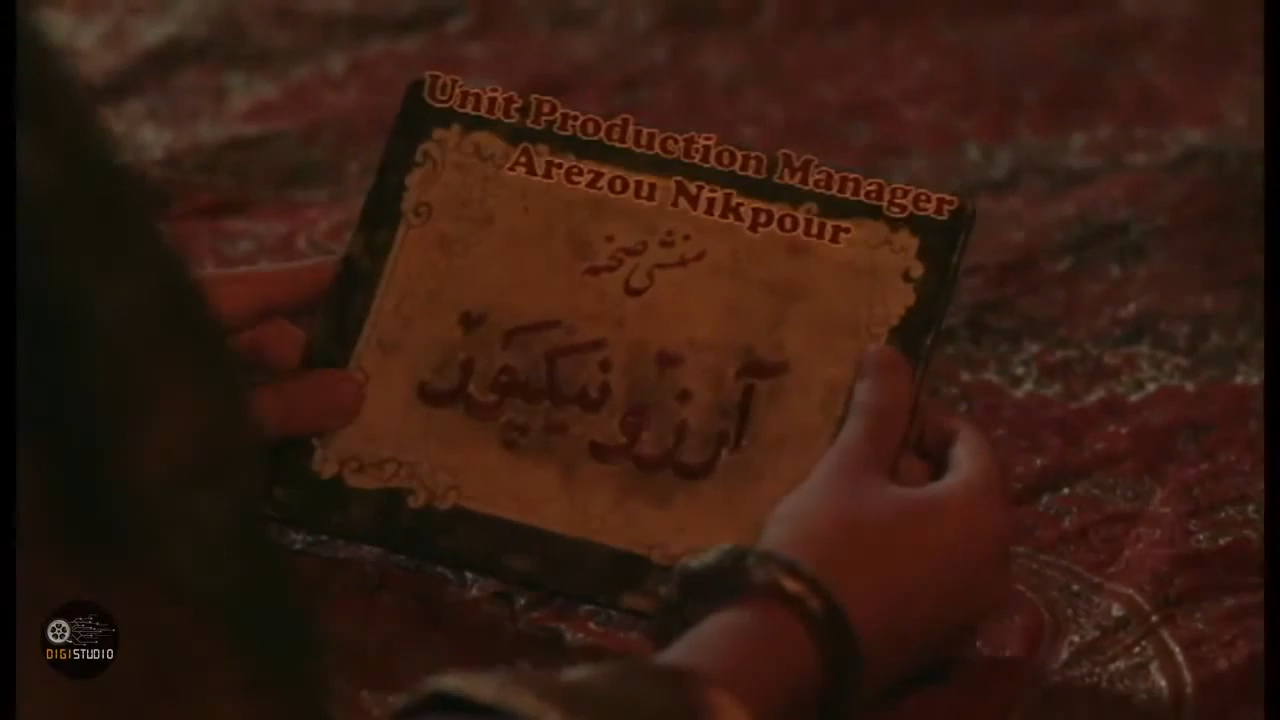 Unit Production Manager
Arezou Nikpour
منشی صحنه
آرزو نیکپور
DIGISTUDIO